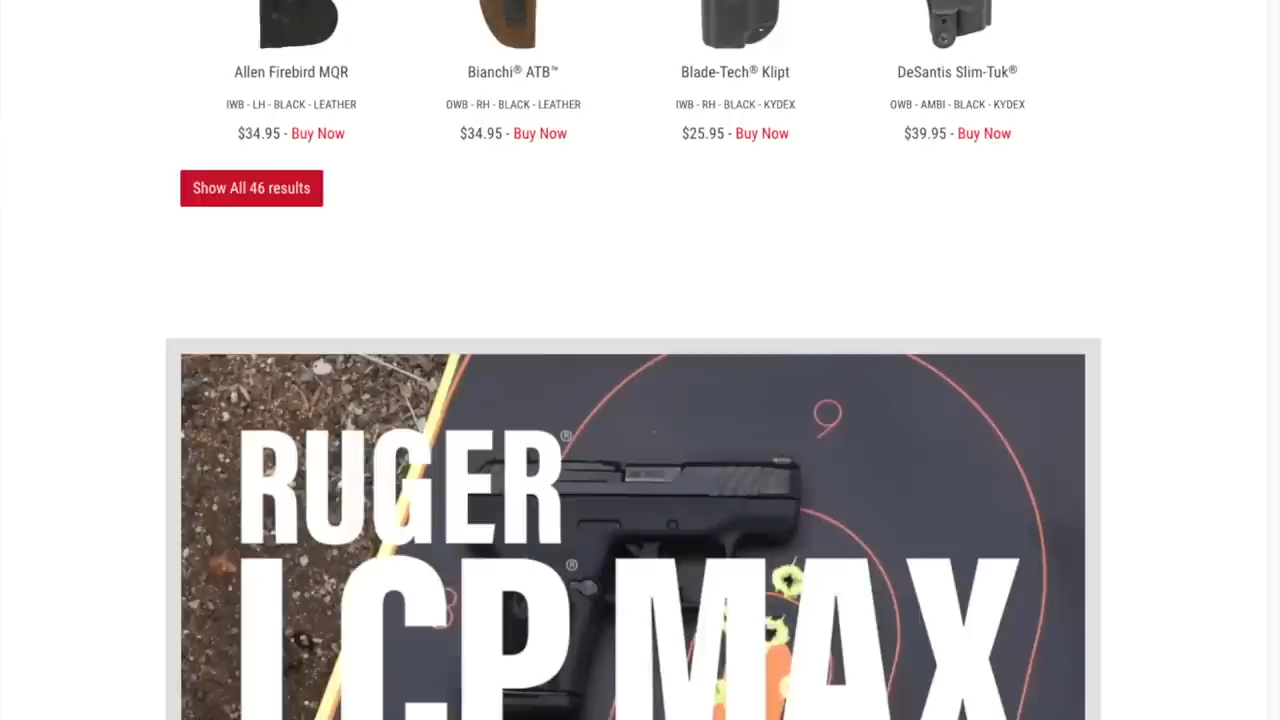 Allen Firebird MQR
IWB - LH - BLACK - LEATHER
$34.95 - Buy Now
Bianchi® ATB™
OWB - RH - BLACK - LEATHER
$34.95 - Buy Now
Blade-Tech® Klipt
IWB - RH - BLACK - KYDEX
$25.95 - Buy Now
DeSantis Slim-Tuk®
OWB - AMBI - BLACK - KYDEX
$39.95 - Buy Now
Show All 46 results
9
RUGER®
LCP® MAX
8